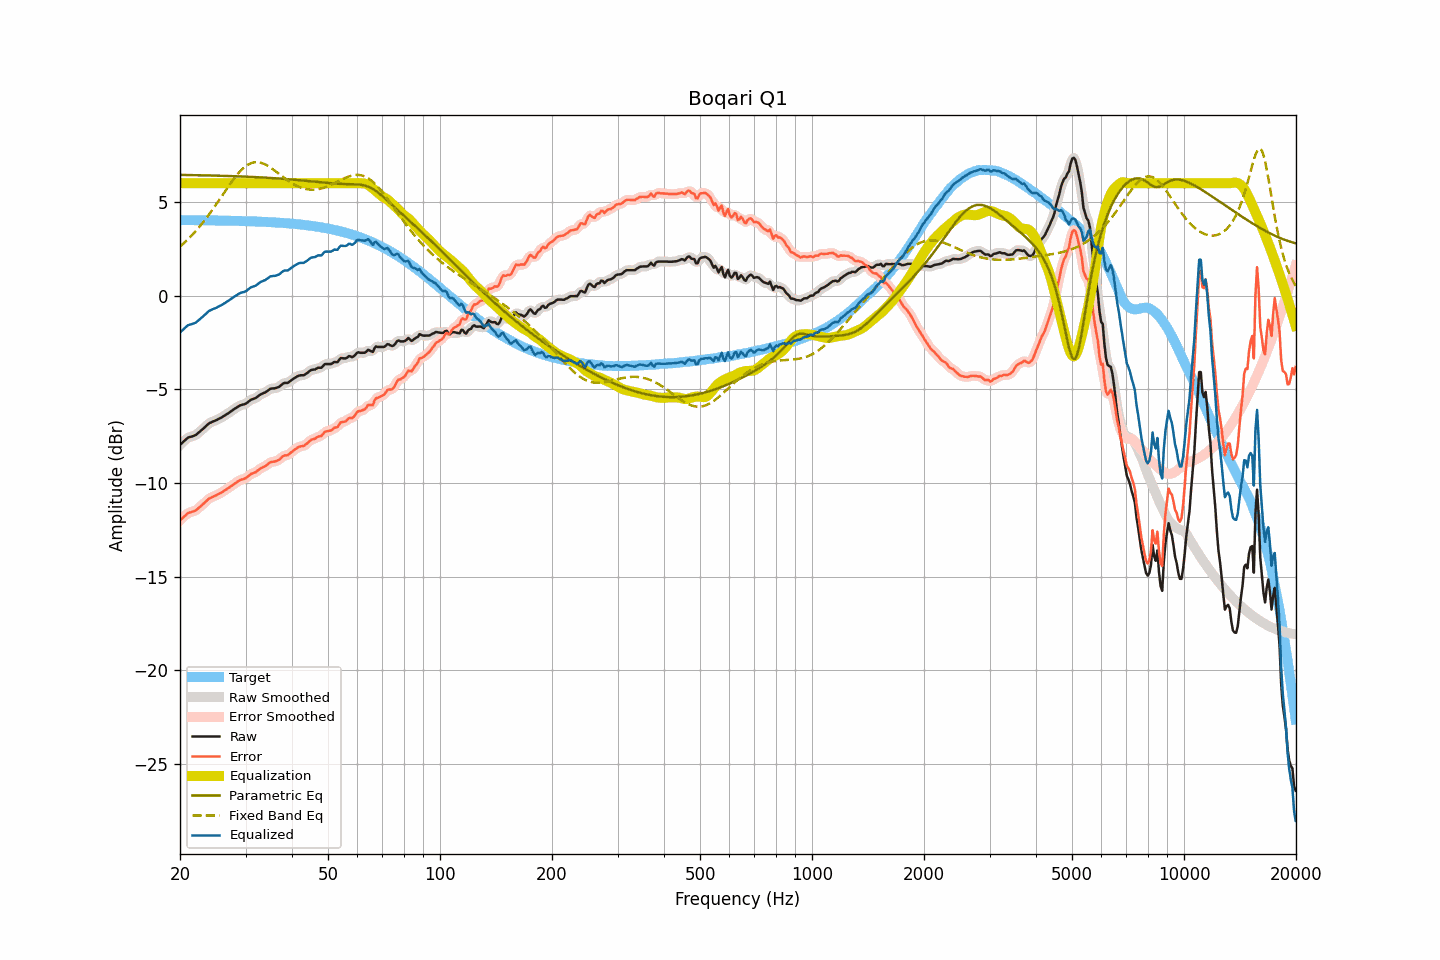 Boqari Q1
Amplitude (dBr)
5
0
−5
−10
−15
−20
−25
Target
Raw Smoothed
Error Smoothed
Raw
Error
Equalization
Parametric Eq
Fixed Band Eq
Equalized
20 50 100 200 500 1000 2000 5000 10000 20000
Frequency (Hz)